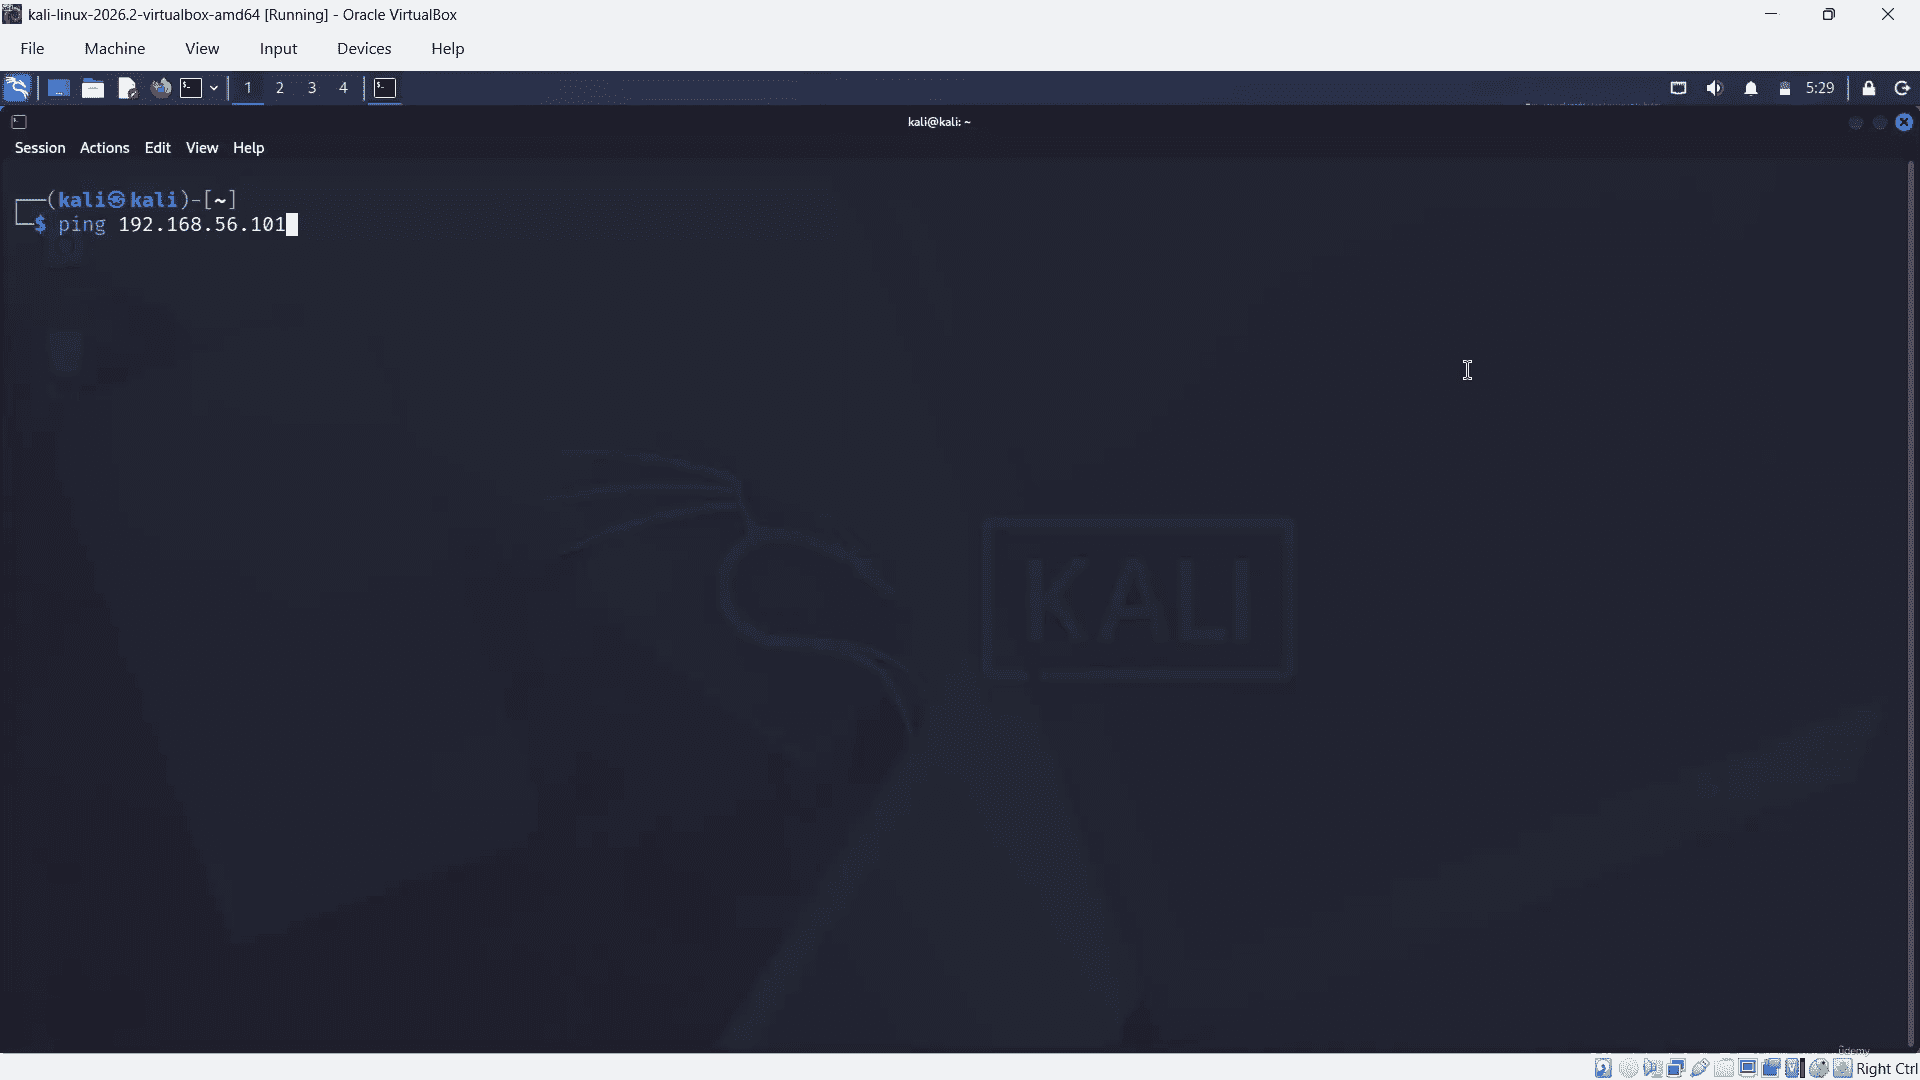 kali-linux-2026.2-virtualbox-amd64 [Running] - Oracle VirtualBox
File Machine View Input Devices Help
1 2 3 4 5:29
kali@kali: ~
Session Actions Edit View Help
(kali㉿kali)-[~]
$ ping 192.168.56.101
KALI
ûdemy
Right Ctrl